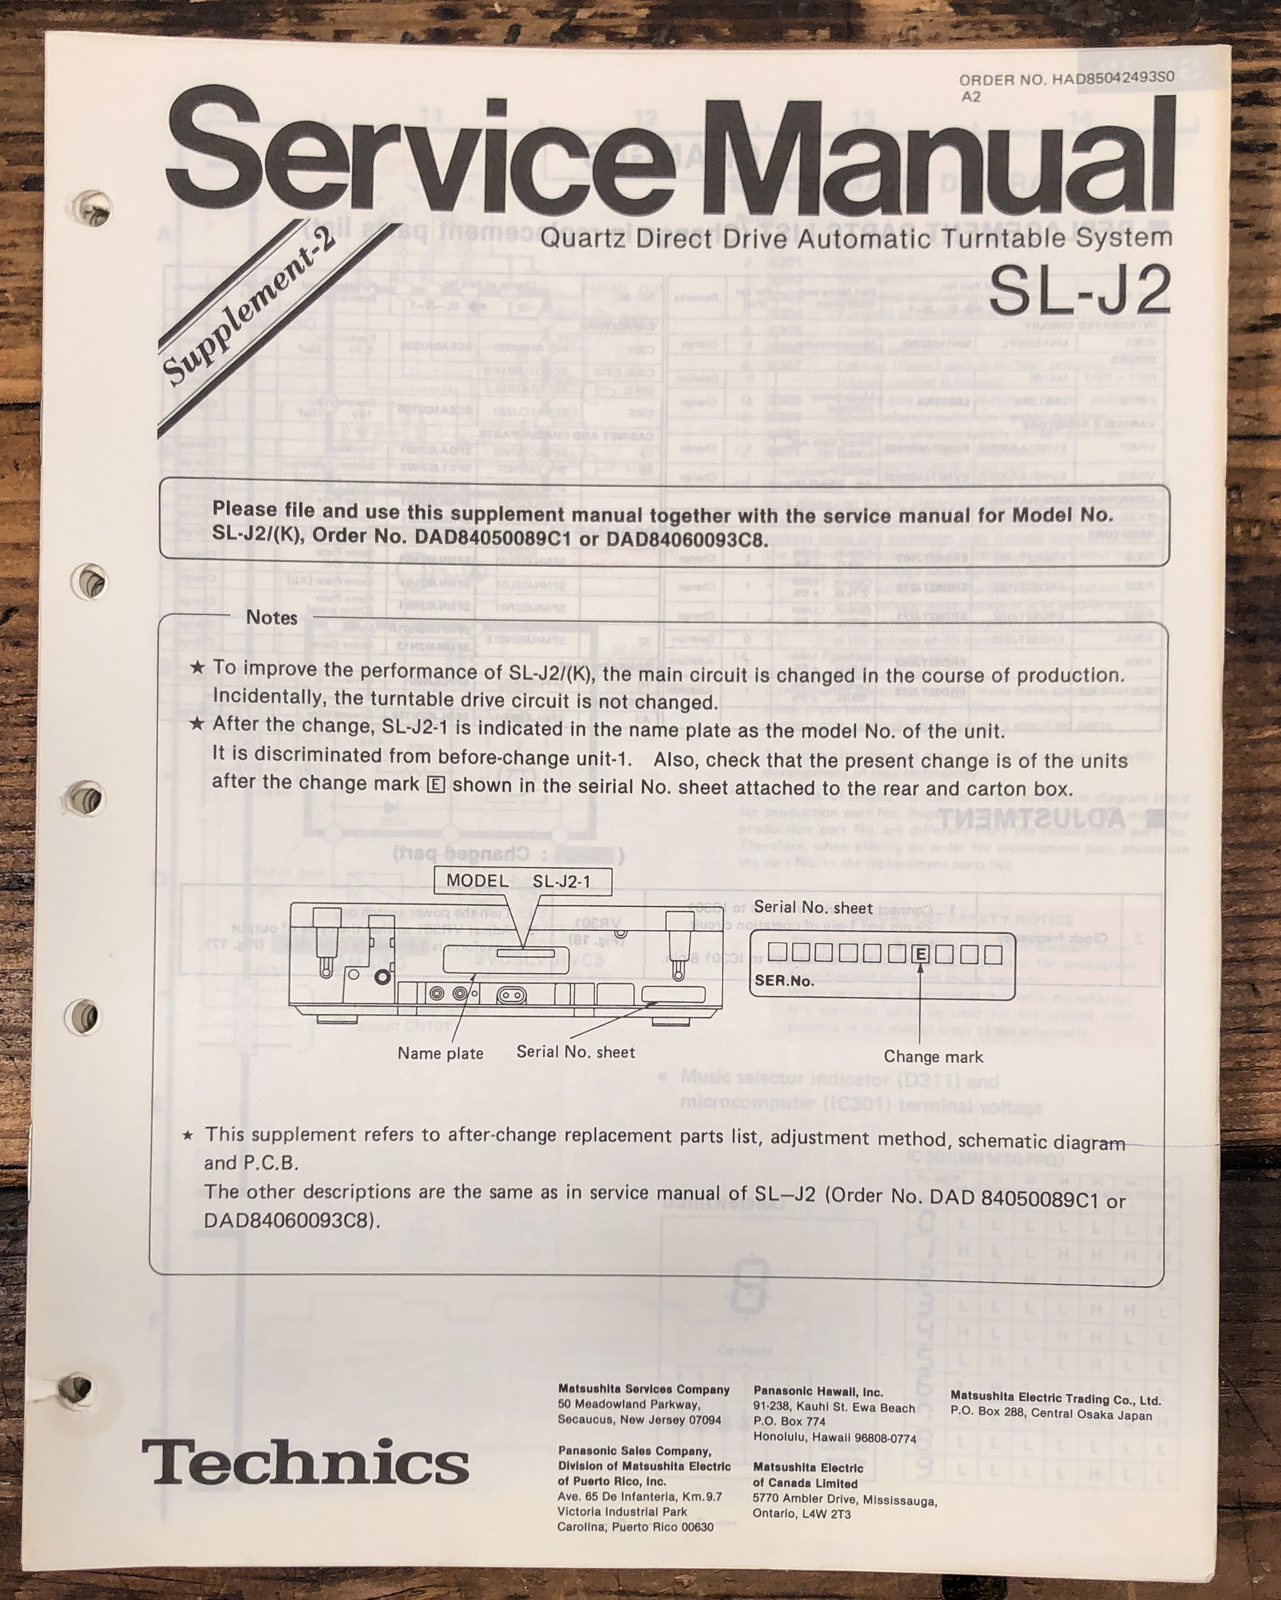 ORDER NO. HAD85042493S0
A2
Service Manual
Supplement-2
Quartz Direct Drive Automatic Turntable System
SL-J2
Please file and use this supplement manual together with the service manual for Model No.
SL-J2/(K), Order No. DAD84050089C1 or DAD84060093C8.
Notes
★ To improve the performance of SL-J2/(K), the main circuit is changed in the course of production.
Incidentally, the turntable drive circuit is not changed.
★ After the change, SL-J2-1 is indicated in the name plate as the model No. of the unit.
It is discriminated from before-change unit-1. Also, check that the present change is of the units
after the change mark E shown in the seirial No. sheet attached to the rear and carton box.
MODEL SL-J2-1
Serial No. sheet
E
SER.No.
Name plate
Serial No. sheet
Change mark
★ This supplement refers to after-change replacement parts list, adjustment method, schematic diagram
and P.C.B.
The other descriptions are the same as in service manual of SL—J2 (Order No. DAD 84050089C1 or
DAD84060093C8).
Technics
Matsushita Services Company
50 Meadowland Parkway,
Secaucus, New Jersey 07094
Panasonic Sales Company,
Division of Matsushita Electric
of Puerto Rico, Inc.
Ave. 65 De Infanteria, Km.9.7
Victoria Industrial Park
Carolina, Puerto Rico 00630
Panasonic Hawaii, Inc.
91-238, Kauhi St. Ewa Beach
P.O. Box 774
Honolulu, Hawaii 96808-0774
Matsushita Electric
of Canada Limited
5770 Ambler Drive, Mississauga,
Ontario, L4W 2T3
Matsushita Electric Trading Co., Ltd.
P.O. Box 288, Central Osaka Japan